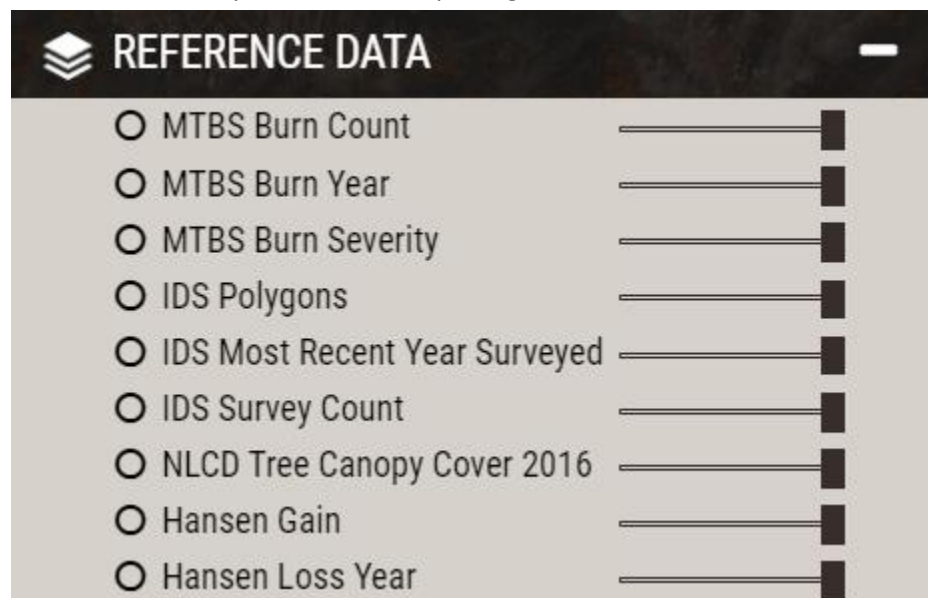 REFERENCE DATA
MTBS Burn Count
MTBS Burn Year
MTBS Burn Severity
IDS Polygons
IDS Most Recent Year Surveyed
IDS Survey Count
NLCD Tree Canopy Cover 2016
Hansen Gain
Hansen Loss Year